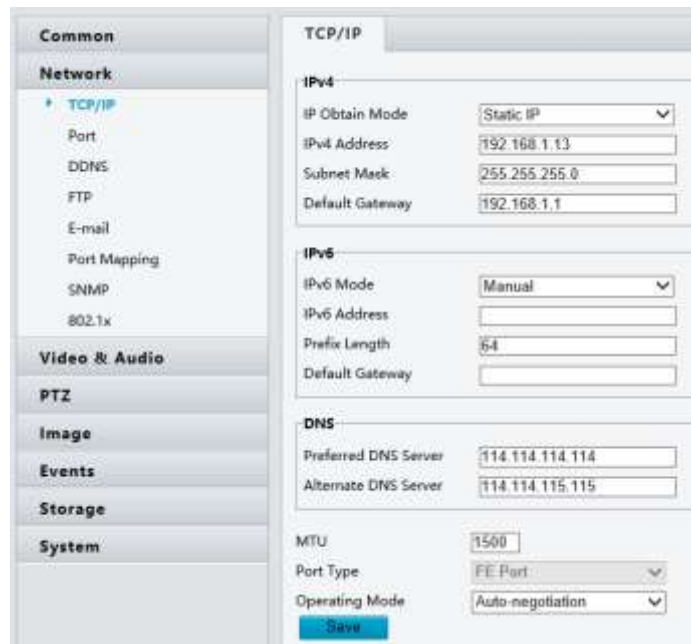 Common
Network
TCP/IP
Port
DDNS
FTP
E-mail
Port Mapping
SNMP
802.1x
Video & Audio
PTZ
Image
Events
Storage
System
TCP/IP
IPv4
IP Obtain Mode Static IP
IPv4 Address 192.168.1.13
Subnet Mask 255.255.255.0
Default Gateway 192.168.1.1
IPv6
IPv6 Mode Manual
IPv6 Address
Prefix Length 64
Default Gateway
DNS
Preferred DNS Server 114.114.114.114
Alternate DNS Server 114.114.115.115
MTU 1500
Port Type FE Port
Operating Mode Auto-negotiation
Save